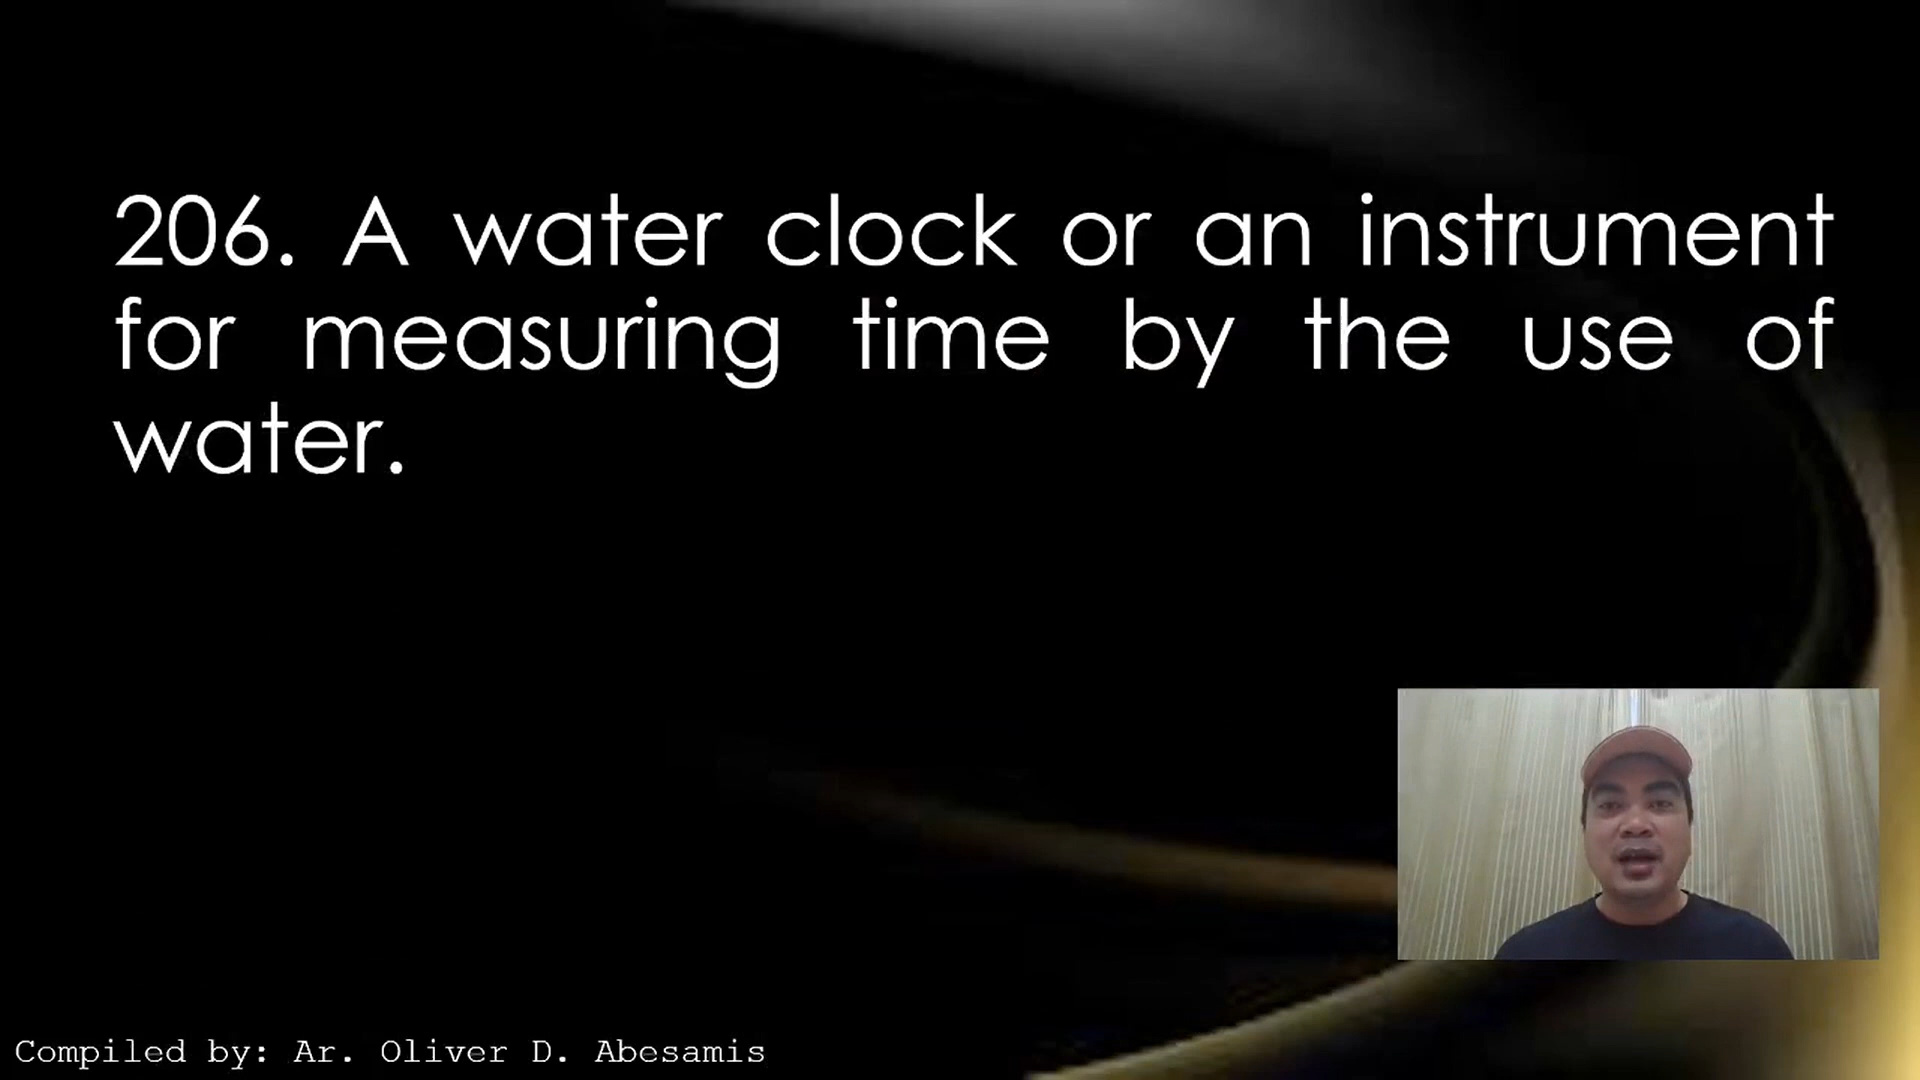 206. A water clock or an instrument
for measuring time by the use of
water.
Compiled by: Ar. Oliver D. Abesamis